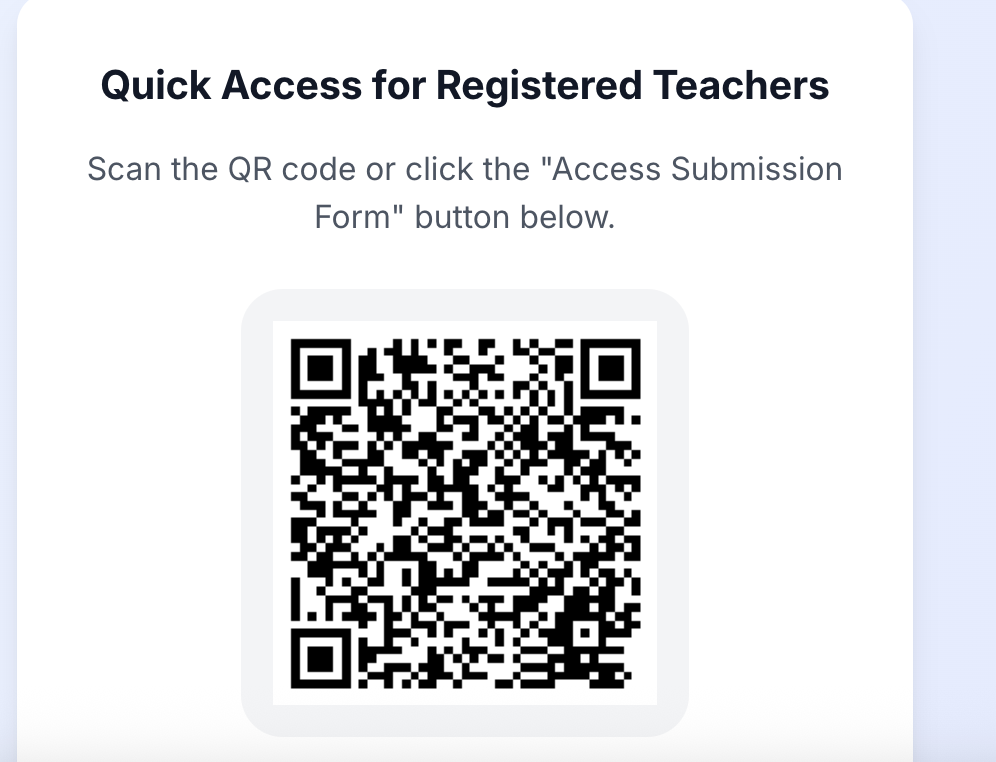 Quick Access for Registered Teachers
Scan the QR code or click the "Access Submission
Form" button below.